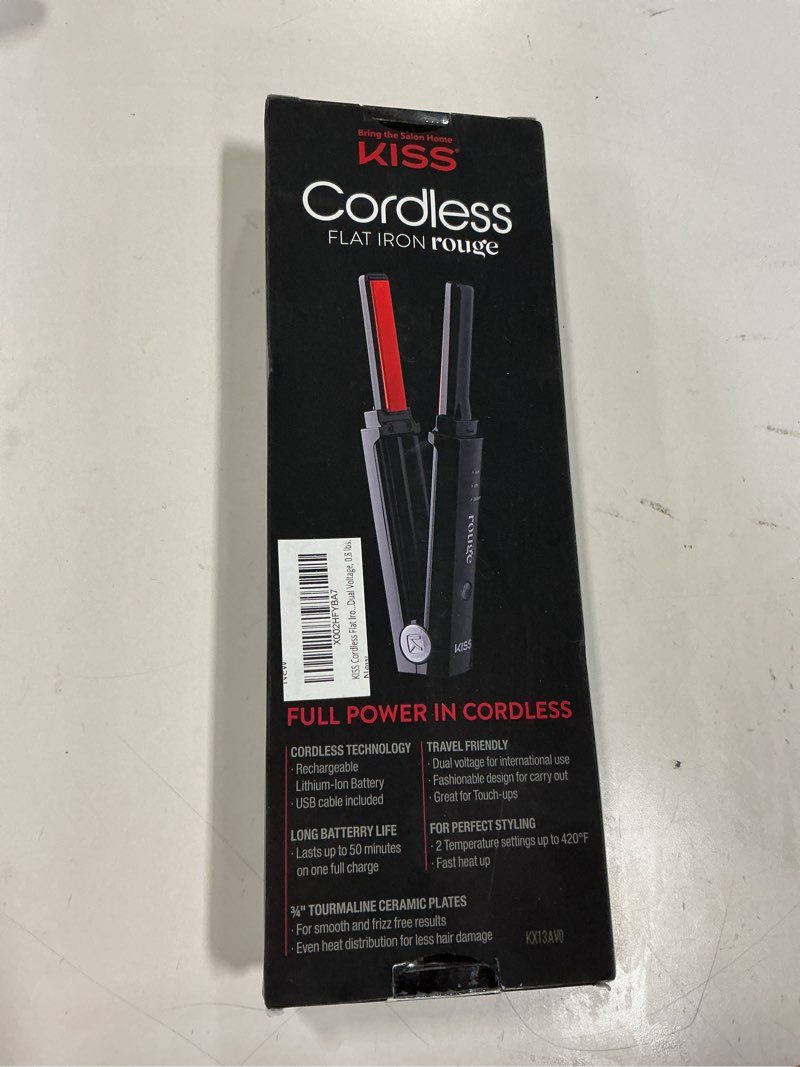 Bring the Salon Home
KISS
Cordless
FLAT IRON rouge
rouge
KISS
X002HFYBA7
KISS Cordless Flat Iro...Dual Voltage, 0.8 lbs.
New
NEW
FULL POWER IN CORDLESS
CORDLESS TECHNOLOGY
· Rechargeable
Lithium-Ion Battery
· USB cable included
LONG BATTERRY LIFE
· Lasts up to 50 minutes
on one full charge
TRAVEL FRIENDLY
· Dual voltage for international use
· Fashionable design for carry out
· Great for Touch-ups
FOR PERFECT STYLING
· 2 Temperature settings up to 420°F
· Fast heat up
¾" TOURMALINE CERAMIC PLATES
· For smooth and frizz free results
· Even heat distribution for less hair damage
KX13AV0